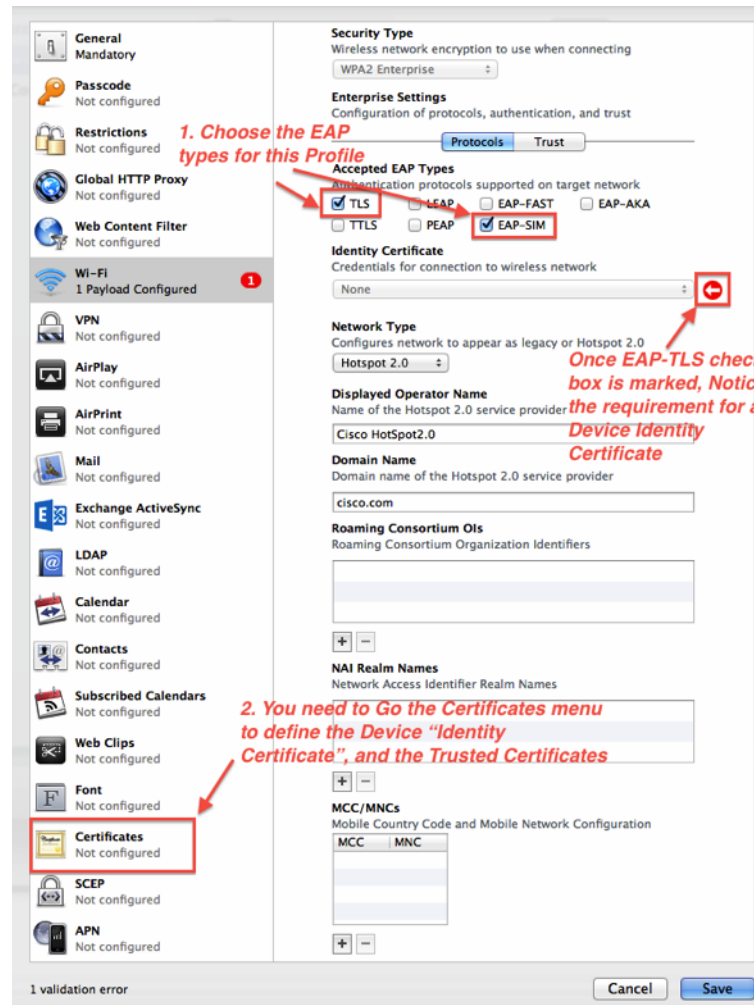 General
Mandatory
Passcode
Not configured
Restrictions
Not configured
Global HTTP Proxy
Not configured
Web Content Filter
Not configured
Wi-Fi
1 Payload Configured
1
VPN
Not configured
AirPlay
Not configured
AirPrint
Not configured
Mail
Not configured
Exchange ActiveSync
Not configured
LDAP
Not configured
Calendar
Not configured
Contacts
Not configured
Subscribed Calendars
Not configured
Web Clips
Not configured
Font
Not configured
Certificates
Not configured
SCEP
Not configured
APN
Not configured
1 validation error
Security Type
Wireless network encryption to use when connecting
WPA2 Enterprise
Enterprise Settings
Configuration of protocols, authentication, and trust
Protocols Trust
1. Choose the EAP
types for this Profile
Accepted EAP Types
Authentication protocols supported on target network
TLS LEAP EAP-FAST EAP-AKA
TTLS PEAP EAP-SIM
Identity Certificate
Credentials for connection to wireless network
None
Network Type
Configures network to appear as legacy or Hotspot 2.0
Hotspot 2.0
Once EAP-TLS chec
box is marked, Notic
the requirement for a
Device Identity
Certificate
Displayed Operator Name
Name of the Hotspot 2.0 service provider
Cisco HotSpot2.0
Domain Name
Domain name of the Hotspot 2.0 service provider
cisco.com
Roaming Consortium OIs
Roaming Consortium Organization Identifiers
+ −
NAI Realm Names
Network Access Identifier Realm Names
2. You need to Go the Certificates menu
to define the Device “Identity
Certificate”, and the Trusted Certificates
+ −
MCC/MNCs
Mobile Country Code and Mobile Network Configuration
MCC MNC
+ −
Cancel Save